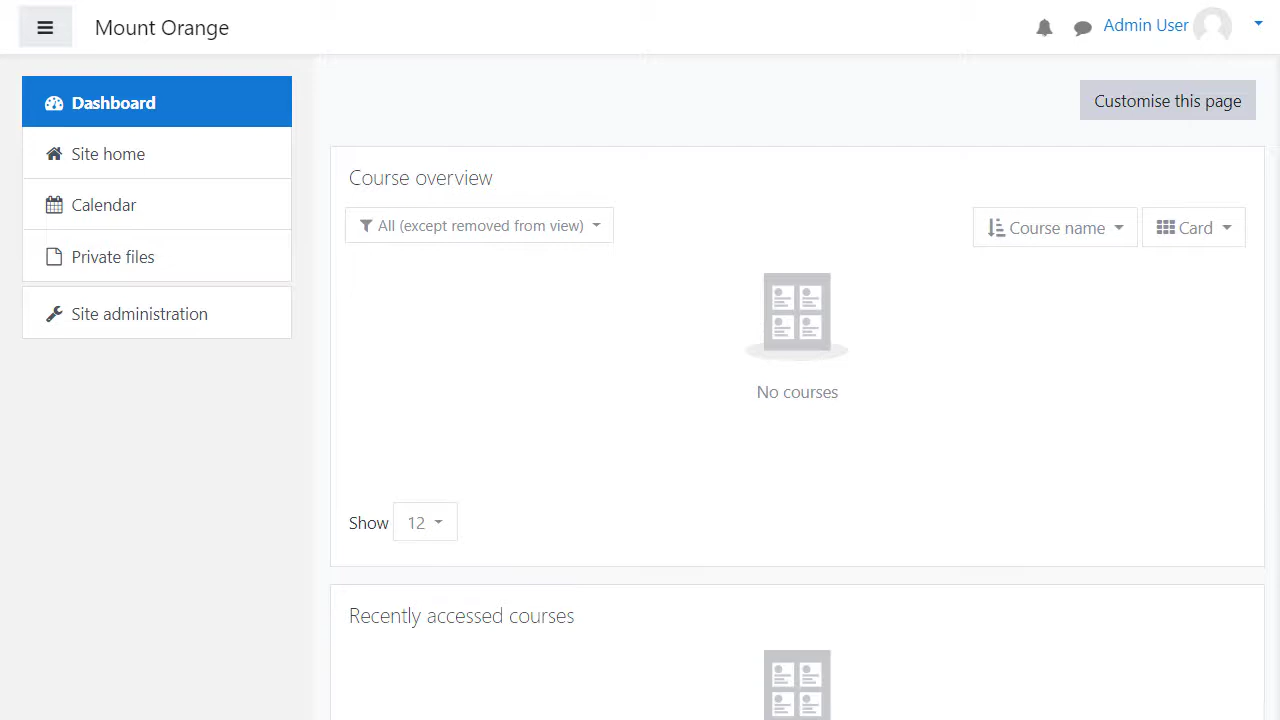 Mount Orange
Admin User
Dashboard
Site home
Calendar
Private files
Site administration
Customise this page
Course overview
All (except removed from view)
Course name
Card
No courses
Show 12
Recently accessed courses